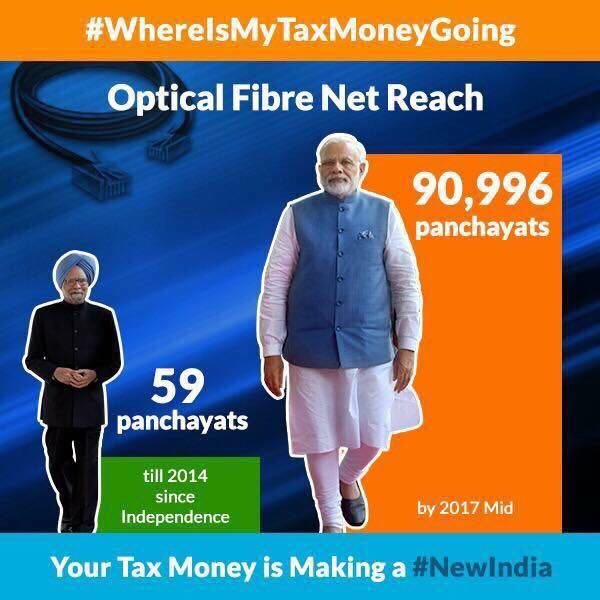 #WhereIsMyTaxMoneyGoing
Optical Fibre Net Reach
90,996
panchayats
59
panchayats
till 2014
since
Independence
by 2017 Mid
Your Tax Money is Making a #NewIndia